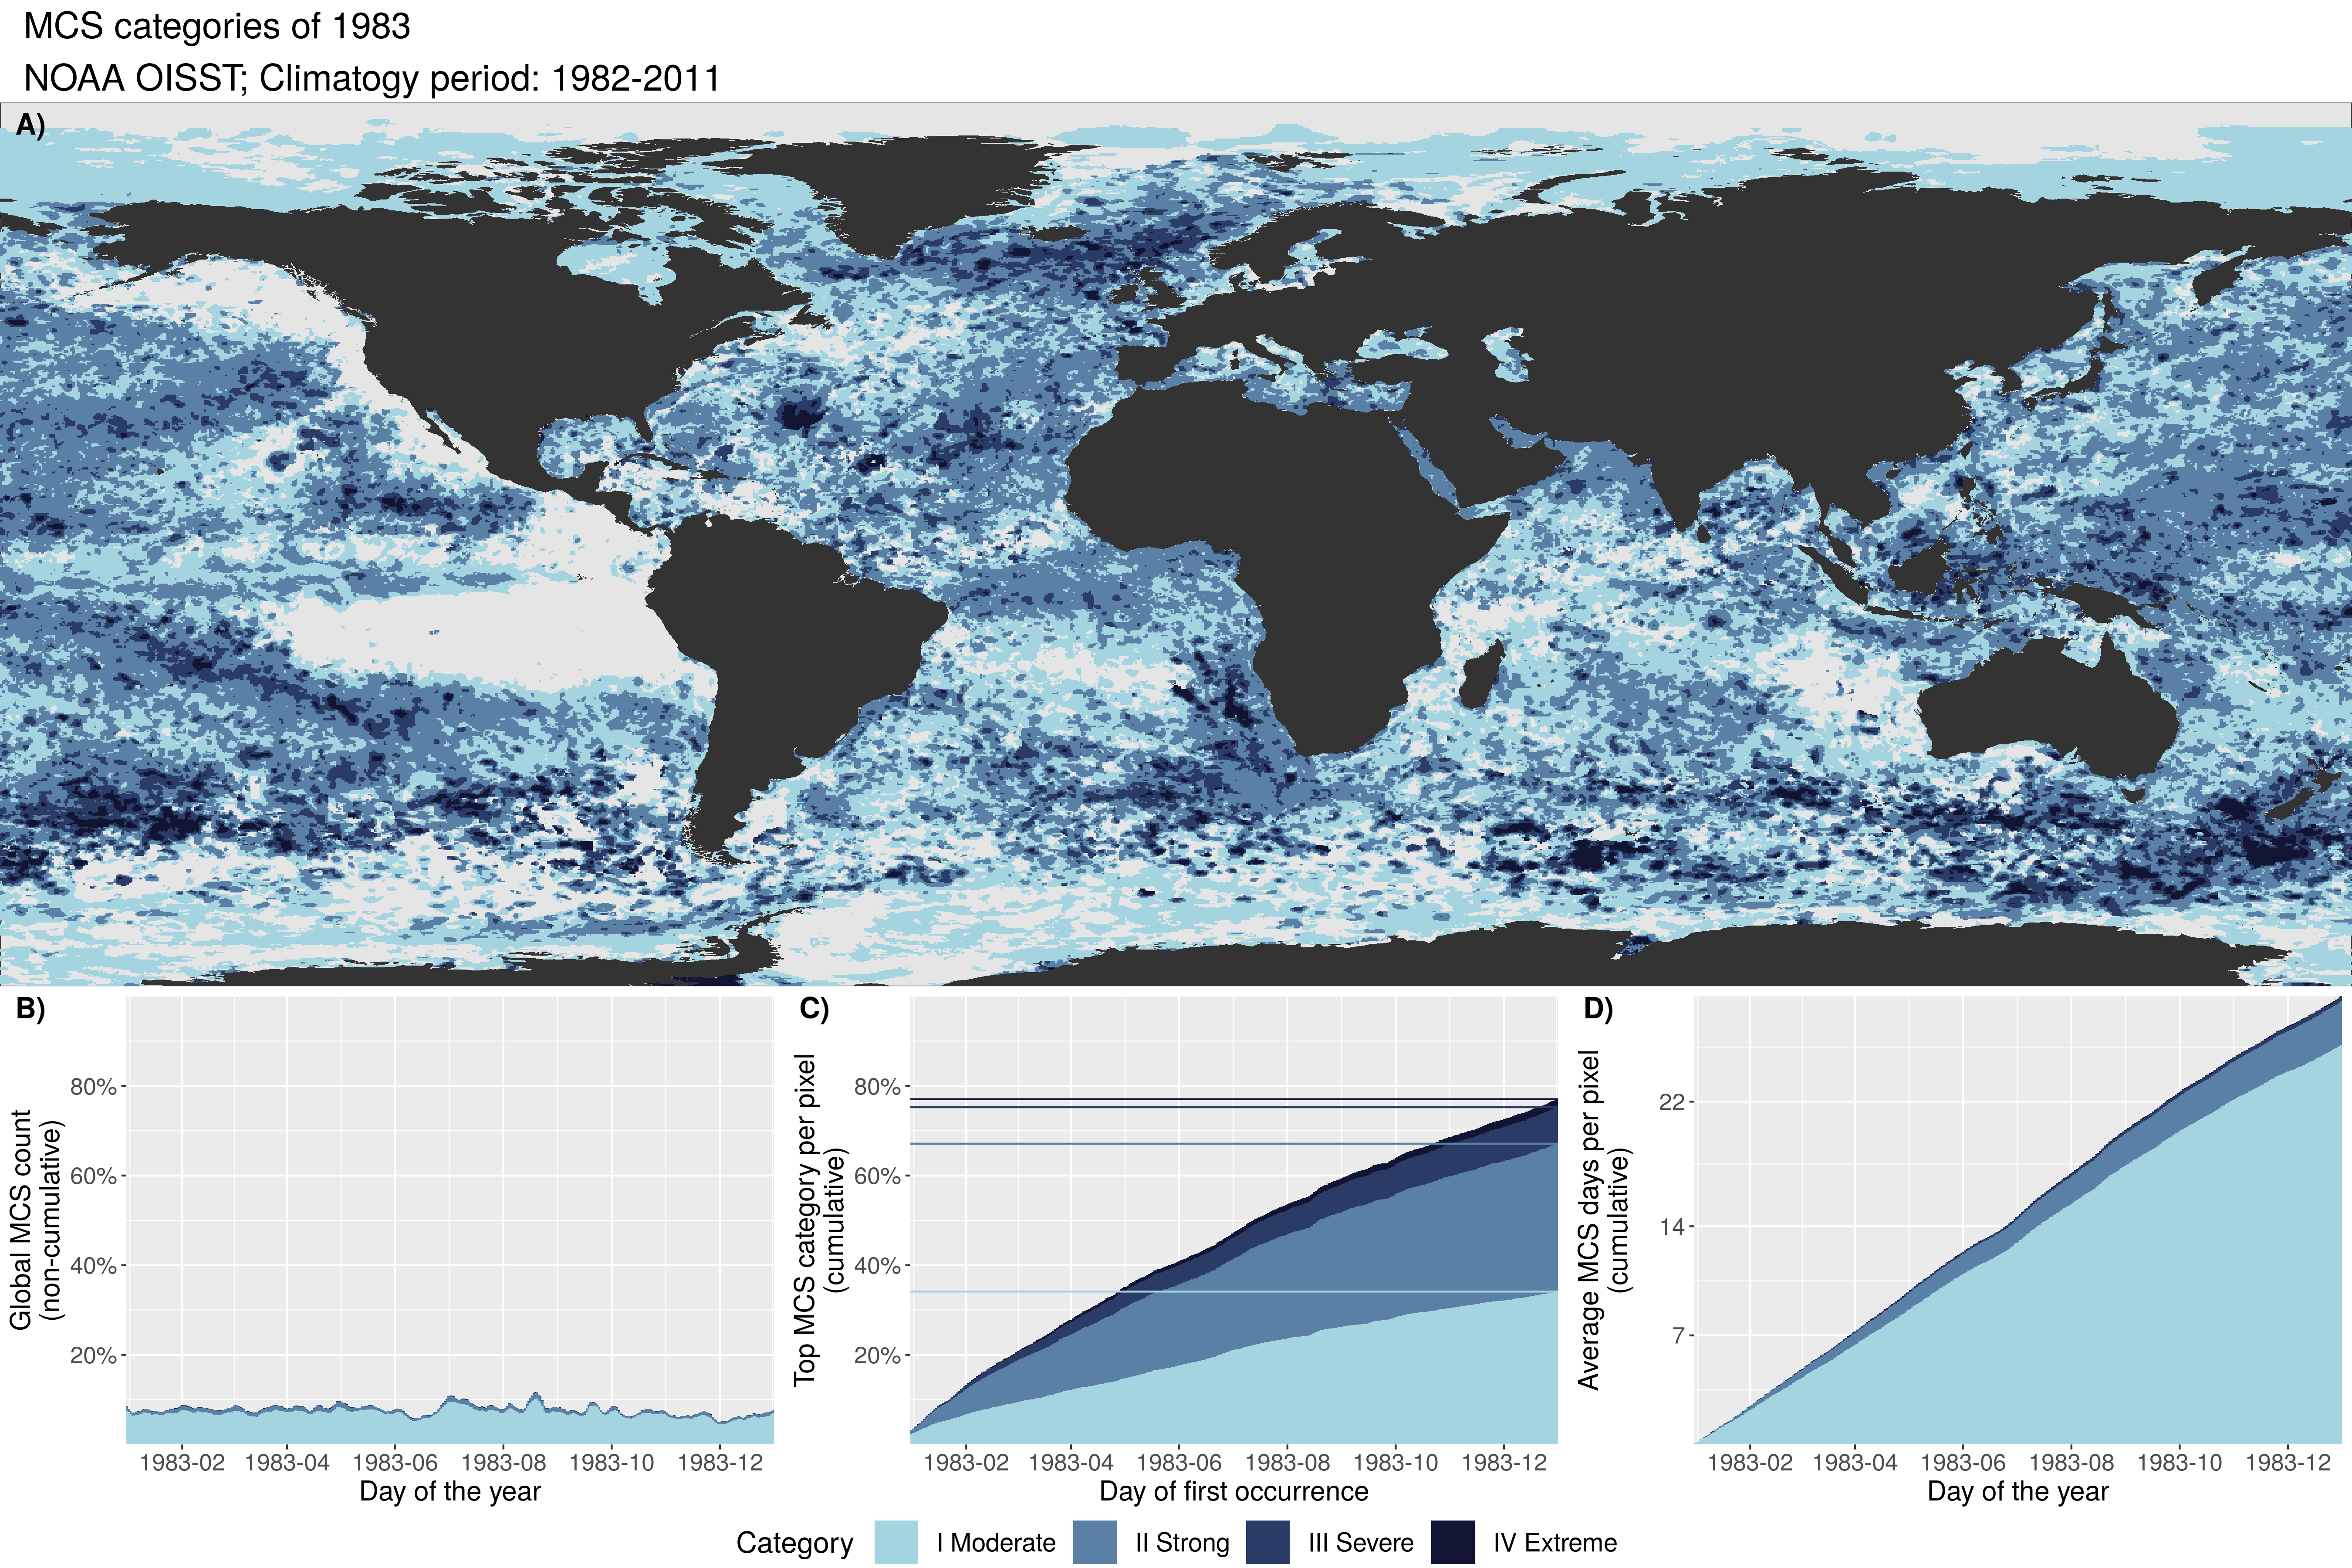 MCS categories of 1983
NOAA OISST; Climatogy period: 1982-2011
A)
B)
Global MCS count
(non-cumulative)
80%
60%
40%
20%
1983-02 1983-04 1983-06 1983-08 1983-10 1983-12
Day of the year
C)
Top MCS category per pixel
(cumulative)
80%
60%
40%
20%
1983-02 1983-04 1983-06 1983-08 1983-10 1983-12
Day of first occurrence
D)
Average MCS days per pixel
(cumulative)
22
14
7
1983-02 1983-04 1983-06 1983-08 1983-10 1983-12
Day of the year
Category I Moderate II Strong III Severe IV Extreme